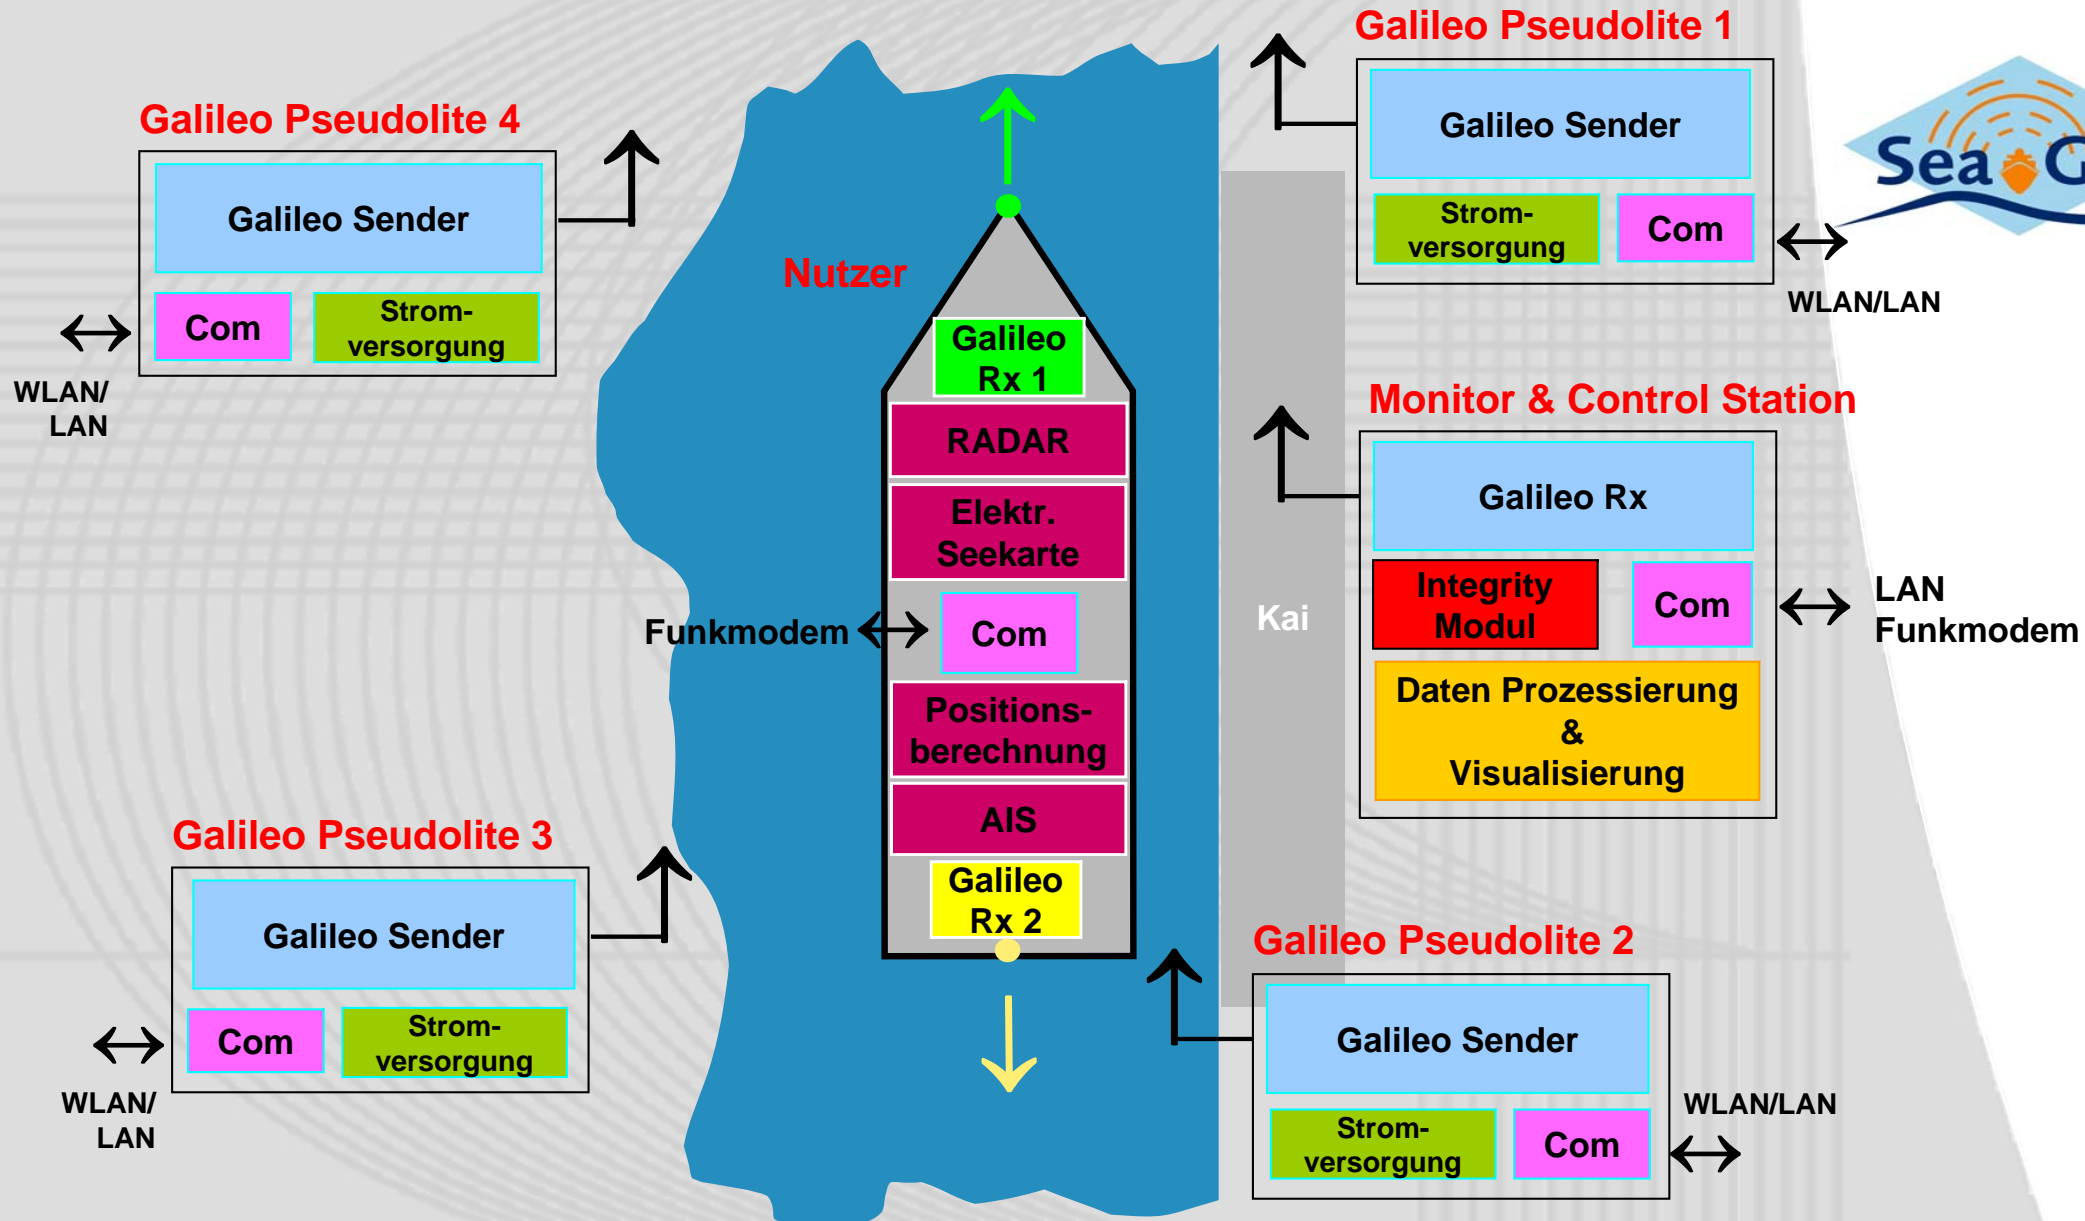 Galileo Pseudolite 1
Galileo Sender
Strom-
versorgung
Com
WLAN/LAN
Sea
Galileo Pseudolite 4
Galileo Sender
Com
Strom-
versorgung
WLAN/
LAN
Nutzer
Galileo
Rx 1
RADAR
Elektr.
Seekarte
Funkmodem
Com
Positions-
berechnung
AIS
Galileo
Rx 2
Kai
Monitor & Control Station
Galileo Rx
Integrity
Modul
Com
LAN
Funkmodem
Daten Prozessierung
&
Visualisierung
Galileo Pseudolite 3
Galileo Sender
Com
Strom-
versorgung
WLAN/
LAN
Galileo Pseudolite 2
Galileo Sender
Strom-
versorgung
Com
WLAN/LAN